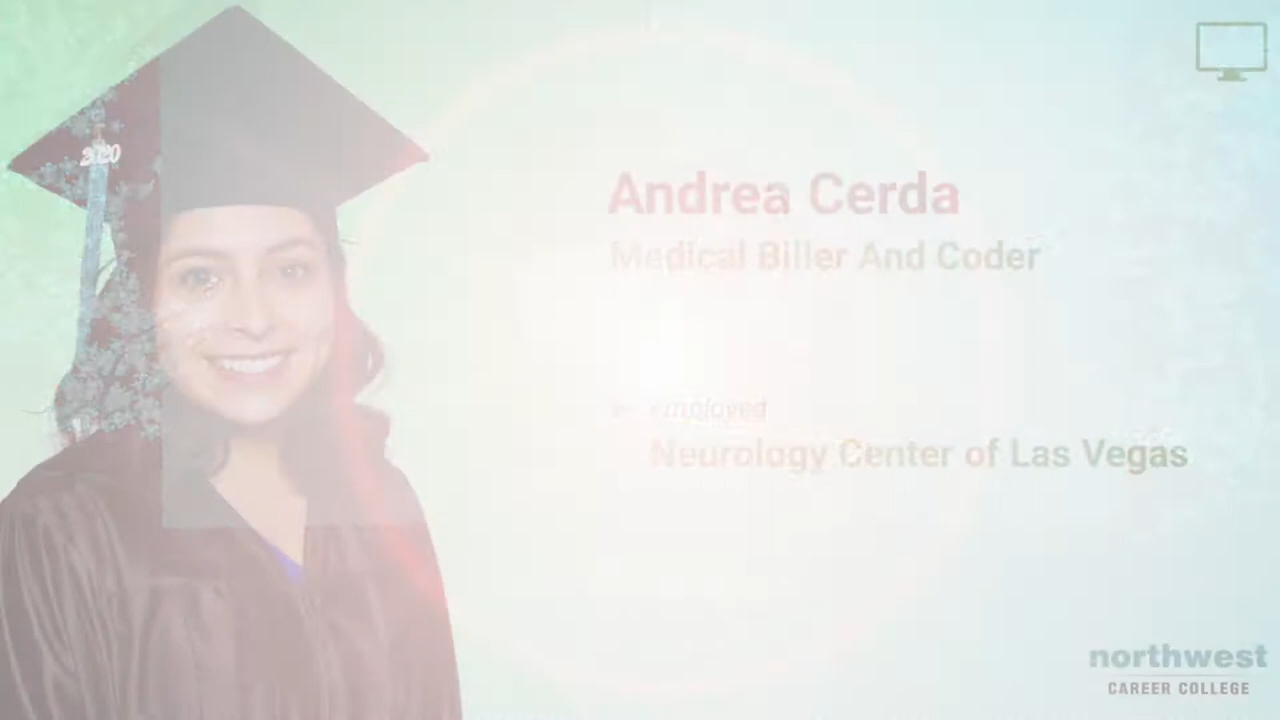 2020
Andrea Cerda
Medical Biller And Coder
employed
Neurology Center of Las Vegas
northwest
CAREER COLLEGE